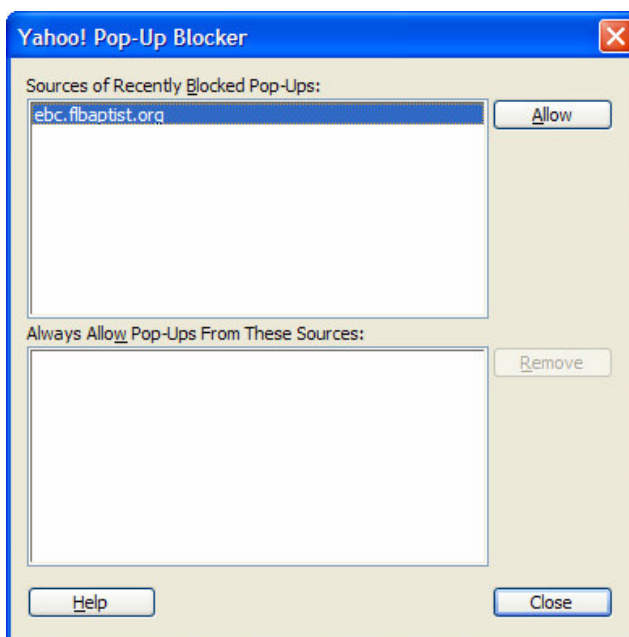 Yahoo! Pop-Up Blocker
Sources of Recently Blocked Pop-Ups:
ebc.flbaptist.org
Allow
Always Allow Pop-Ups From These Sources:
Remove
Help
Close